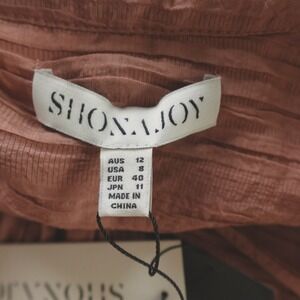 SHONA JOY
AUS 12
USA 8
EUR 40
JPN 11
MADE IN
CHINA